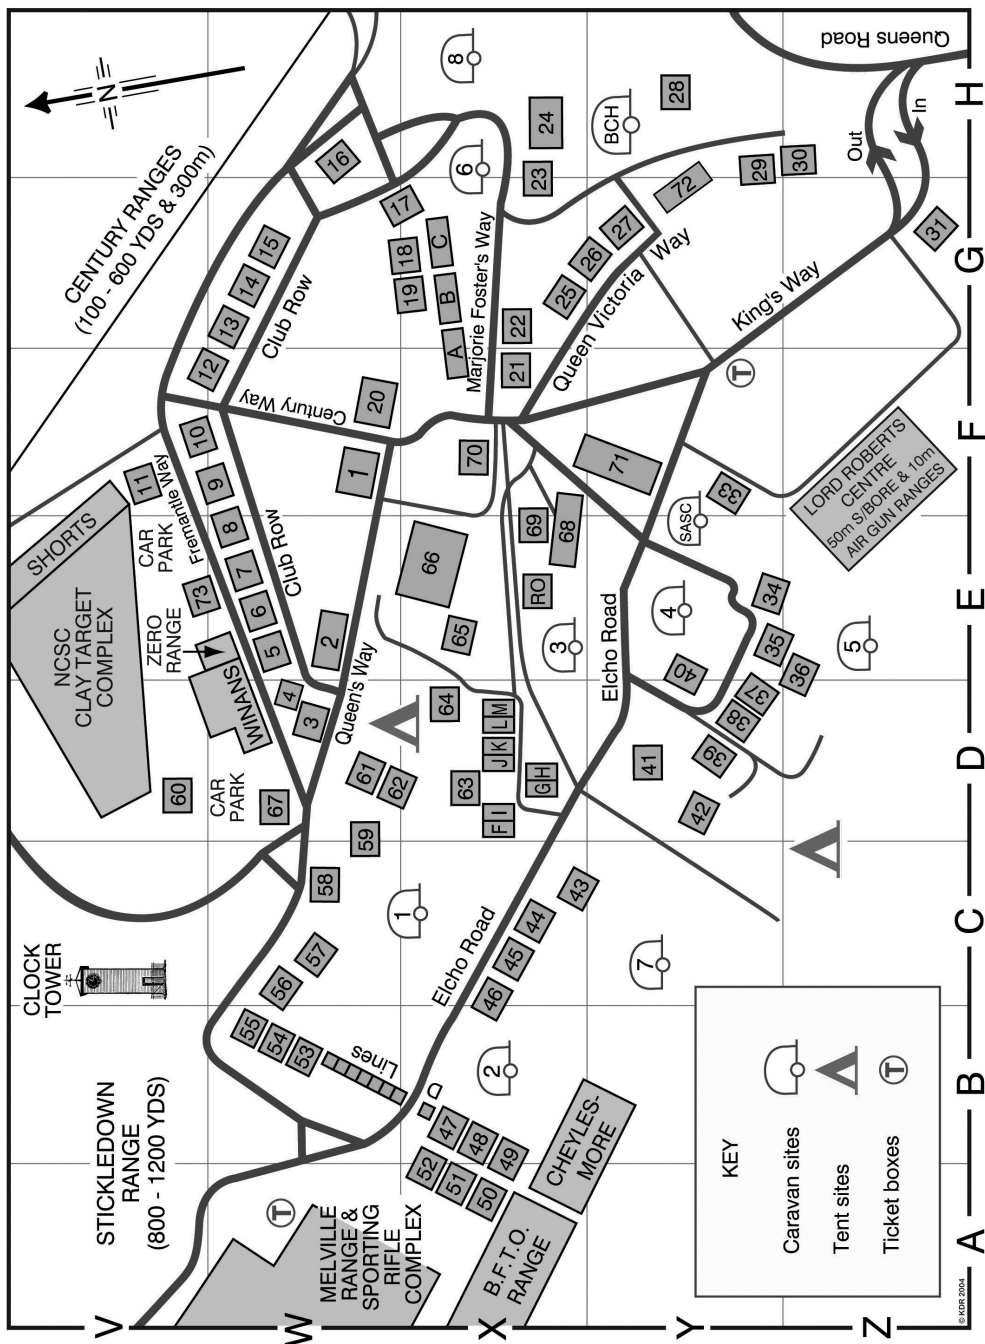 STICKLEDOWN
RANGE
(800 - 1200 YDS)
CLOCK
TOWER
NCSC
CLAY TARGET
COMPLEX
SHORTS
CENTURY RANGES
(100 - 600 YDS & 300m)
N
CAR
PARK
CAR
PARK
ZERO
RANGE
WINANS
Fremantle Way
Club Row
Club Row
Century Way
Queen's Way
Marjorie Foster's Way
Queen Victoria Way
King's Way
Queens Road
Out
In
Elcho Road
Elcho Road
Lines
D
MELVILLE
RANGE &
SPORTING
RIFLE
COMPLEX
B.F.T.O.
RANGE
CHEYLES-
MORE
LORD ROBERTS
CENTRE
50m S/BORE & 10m
AIR GUN RANGES
SASC
BCH
RO
T
T
1
2
3
4
5
6
7
8
1
2
3
4
5
6
7
8
9
10
11
12
13
14
15
16
17
18
19
20
21
22
23
24
25
26
27
28
29
30
31
33
34
35
36
37
38
39
40
41
42
43
44
45
46
47
48
49
50
51
52
53
54
55
56
57
58
59
60
61
62
63
64
65
66
67
68
69
70
71
72
73
A
B
C
F I
G H
J K
L M
KEY
Caravan sites
Tent sites
Ticket boxes
T
V
W
X
Y
Z
A
B
C
D
E
F
G
H
© KDR 2004